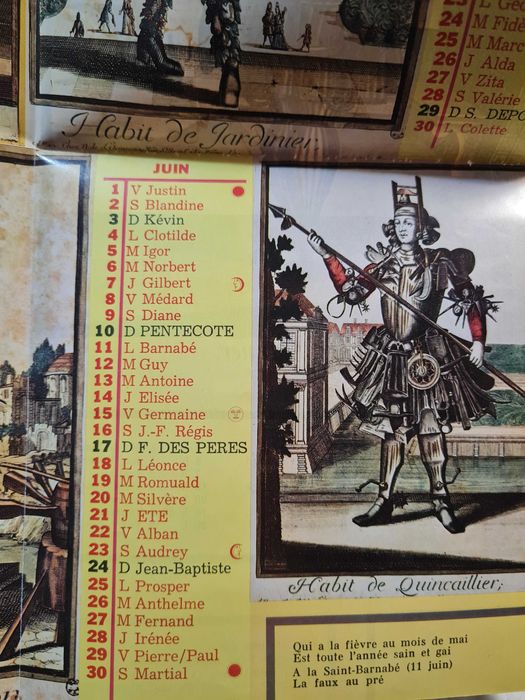 23 L
24 M Fidè
25 M Marc
26 J Alda
27 V Zita
28 S Valérie
29 D S. DEPO
30 L Colette
Habit de Jardinier,
JUIN
1 V Justin
2 S Blandine
3 D Kévin
4 L Clotilde
5 M Igor
6 M Norbert
7 J Gilbert
8 V Médard
9 S Diane
10 D PENTECOTE
11 L Barnabé
12 M Guy
13 M Antoine
14 J Elisée
15 V Germaine
16 S J.-F. Régis
17 D F. DES PERES
18 L Léonce
19 M Romuald
20 M Silvère
21 J ETE
22 V Alban
23 S Audrey
24 D Jean-Baptiste
25 L Prosper
26 M Anthelme
27 M Fernand
28 J Irénée
29 V Pierre/Paul
30 S Martial
Habit de Quincaillier;
Qui a la fièvre au mois de mai
Est toute l'année sain et gai
A la Saint-Barnabé (11 juin)
La faux au pré